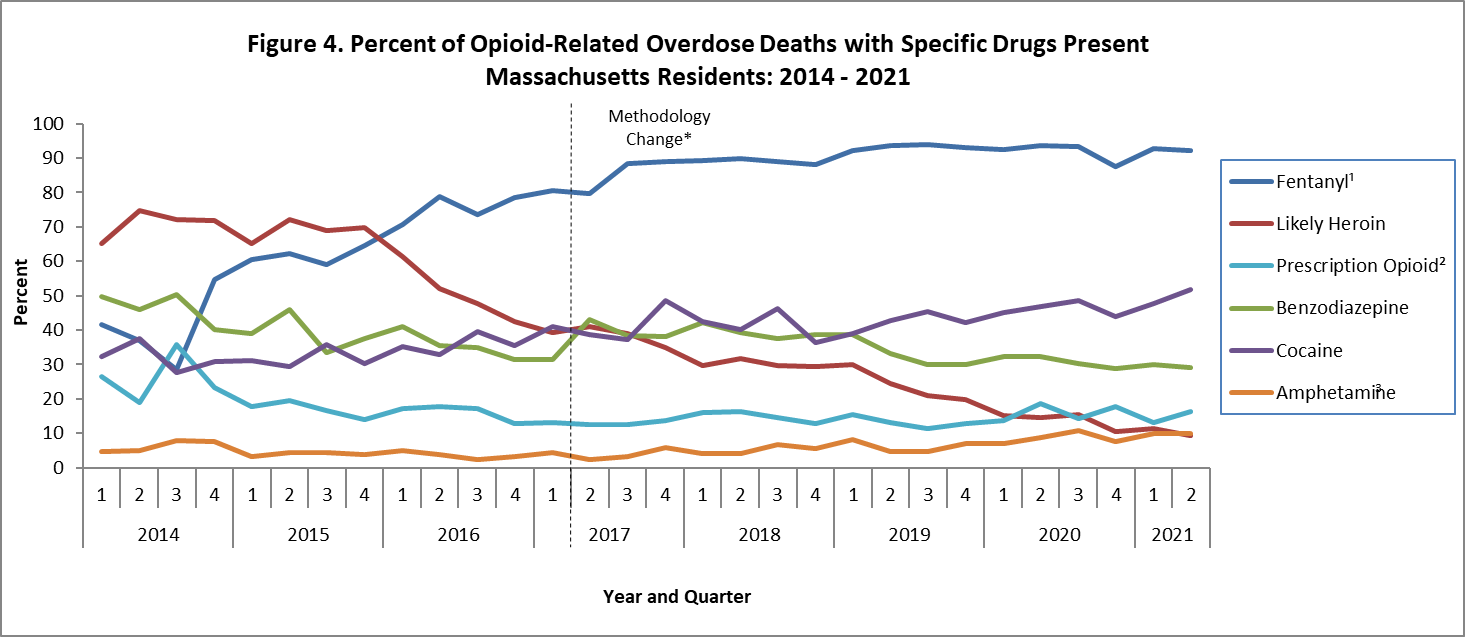 Figure 4. Percent of Opioid-Related Overdose Deaths with Specific Drugs Present
Massachusetts Residents: 2014 - 2021
Methodology
Change*
Percent
100
90
80
70
60
50
40
30
20
10
0
1 2 3 4 1 2 3 4 1 2 3 4 1 2 3 4 1 2 3 4 1 2 3 4 1 2 3 4 1 2
2014 2015 2016 2017 2018 2019 2020 2021
Year and Quarter
Fentanyl¹
Likely Heroin
Prescription Opioid²
Benzodiazepine
Cocaine
Amphetamine³